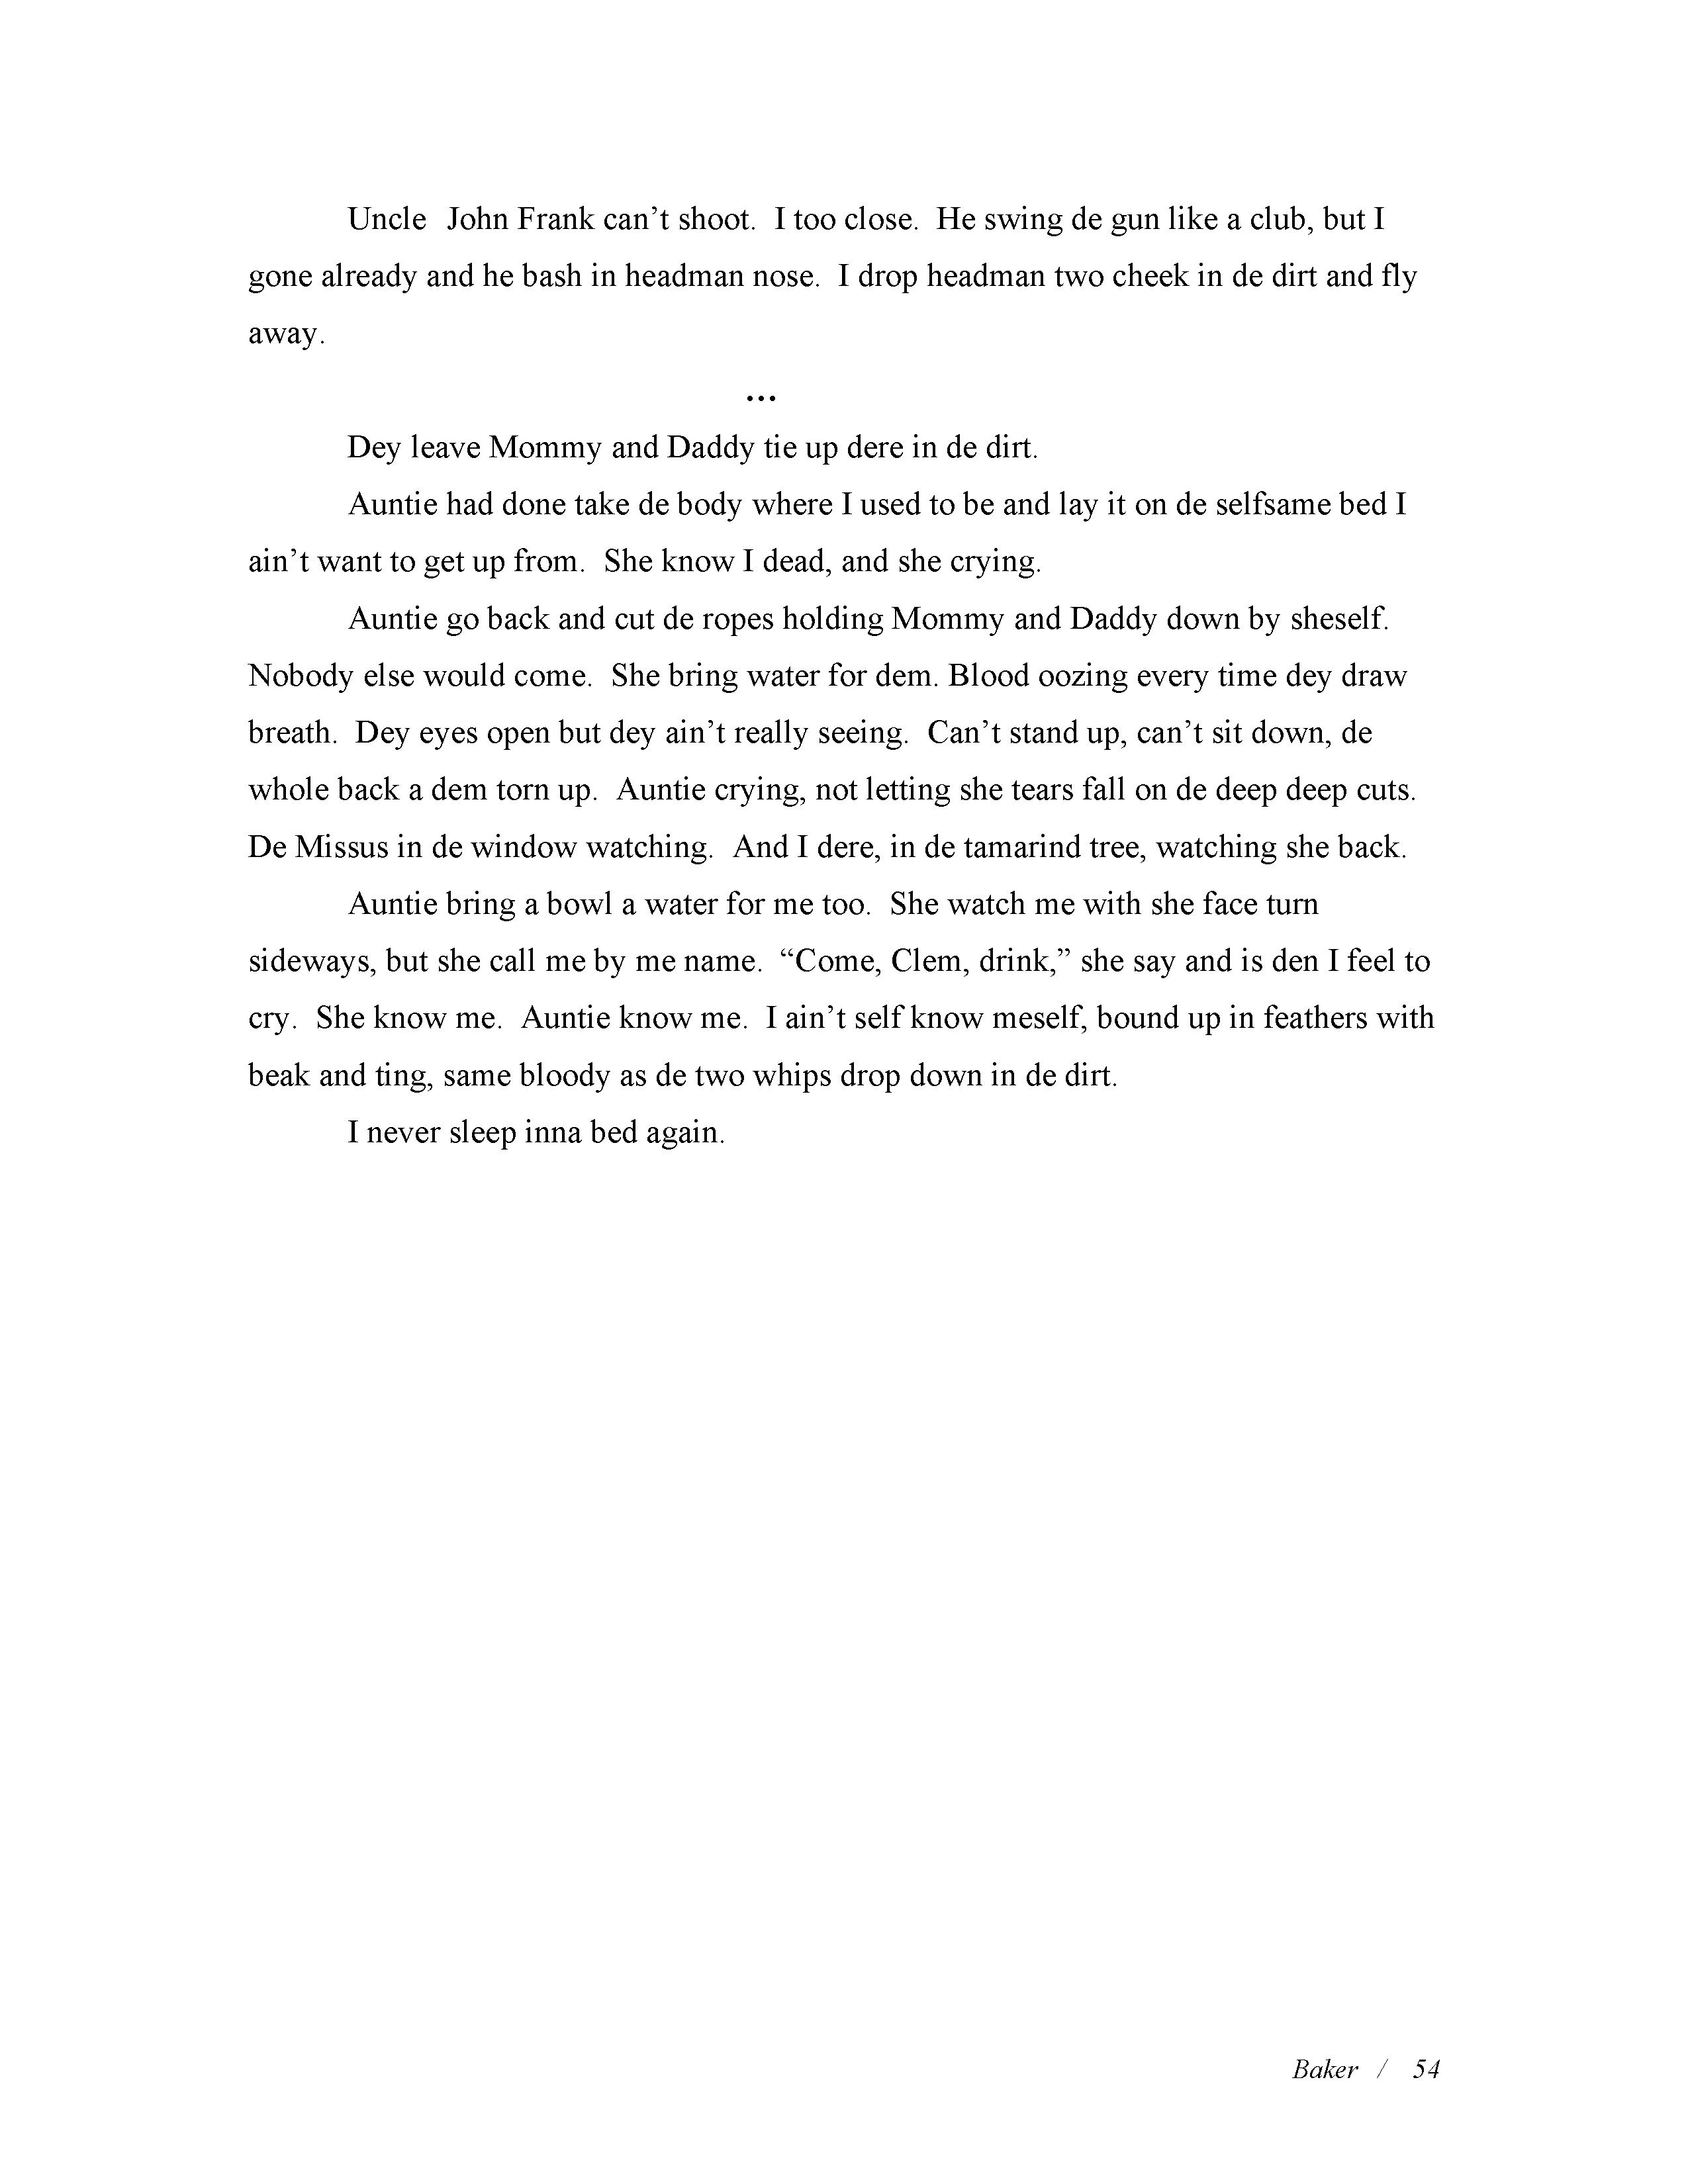 Uncle  John Frank can’t shoot.  I too close.  He swing de gun like a club, but I
gone already and he bash in headman nose.  I drop headman two cheek in de dirt and fly
away.
…
Dey leave Mommy and Daddy tie up dere in de dirt.
Auntie had done take de body where I used to be and lay it on de selfsame bed I
ain’t want to get up from.  She know I dead, and she crying.
Auntie go back and cut de ropes holding Mommy and Daddy down by sheself.
Nobody else would come.  She bring water for dem. Blood oozing every time dey draw
breath.  Dey eyes open but dey ain’t really seeing.  Can’t stand up, can’t sit down, de
whole back a dem torn up.  Auntie crying, not letting she tears fall on de deep deep cuts.
De Missus in de window watching.  And I dere, in de tamarind tree, watching she back.
Auntie bring a bowl a water for me too.  She watch me with she face turn
sideways, but she call me by me name.  “Come, Clem, drink,” she say and is den I feel to
cry.  She know me.  Auntie know me.  I ain’t self know meself, bound up in feathers with
beak and ting, same bloody as de two whips drop down in de dirt.
I never sleep inna bed again.
Baker  /   54